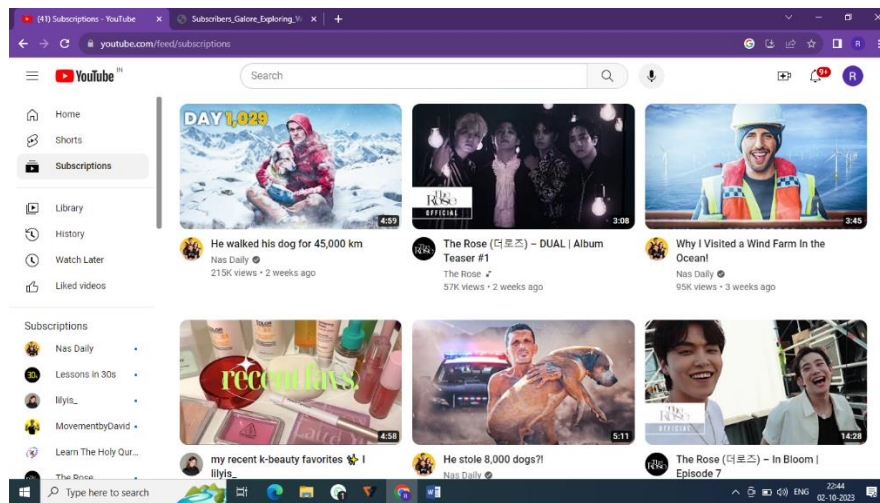 (41) Subscriptions - YouTube
Subscribers_Galore_Exploring_W
youtube.com/feed/subscriptions
YouTube IN
Search
9+
R
Home
Shorts
Subscriptions
Library
History
Watch Later
Liked videos
Subscriptions
Nas Daily
Lessons in 30s
lilyis_
MovementbyDavid
Learn The Holy Qur...
The Rose
DAY 1,029
4:59
He walked his dog for 45,000 km
Nas Daily
215K views • 2 weeks ago
The Rose
OFFICIAL
3:08
The Rose (더로즈) – DUAL | Album
Teaser #1
The Rose
57K views • 2 weeks ago
3:45
Why I Visited a Wind Farm In the
Ocean!
Nas Daily
95K views • 3 weeks ago
recent favs.
4:58
my recent k-beauty favorites ✨ I
lilyis_
5:11
He stole 8,000 dogs?!
Nas Daily
The Rose
OFFICIAL
14:28
The Rose (더로즈) – In Bloom |
Episode 7
Type here to search
ENG
22:44
02-10-2023